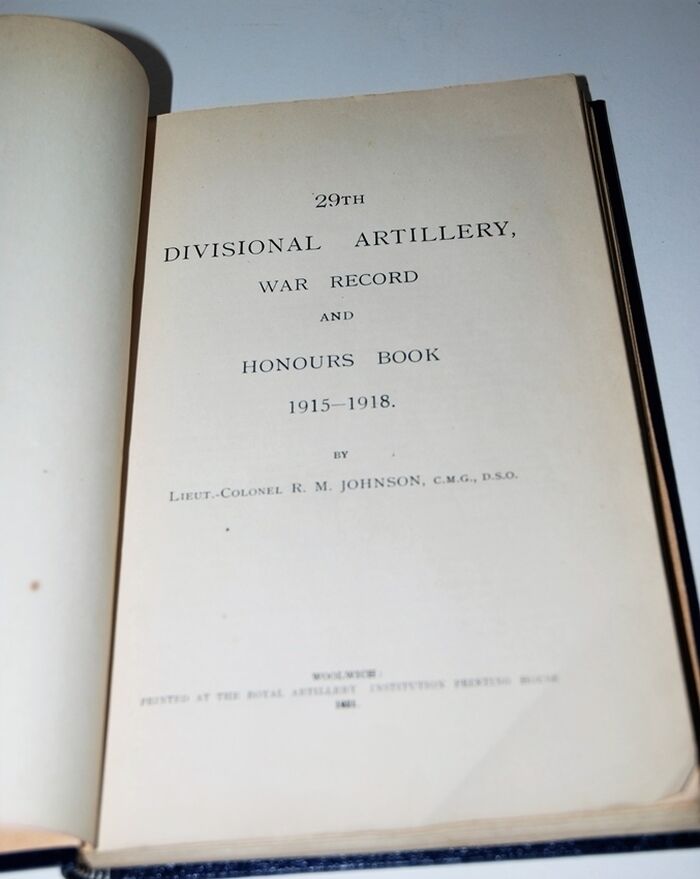 29TH
DIVISIONAL ARTILLERY,
WAR RECORD
AND
HONOURS BOOK
1915—1918.
BY
LIEUT.-COLONEL R. M. JOHNSON, C.M.G., D.S.O.
WOOLWICH:
PRINTED AT THE ROYAL ARTILLERY INSTITUTION PRINTING HOUSE